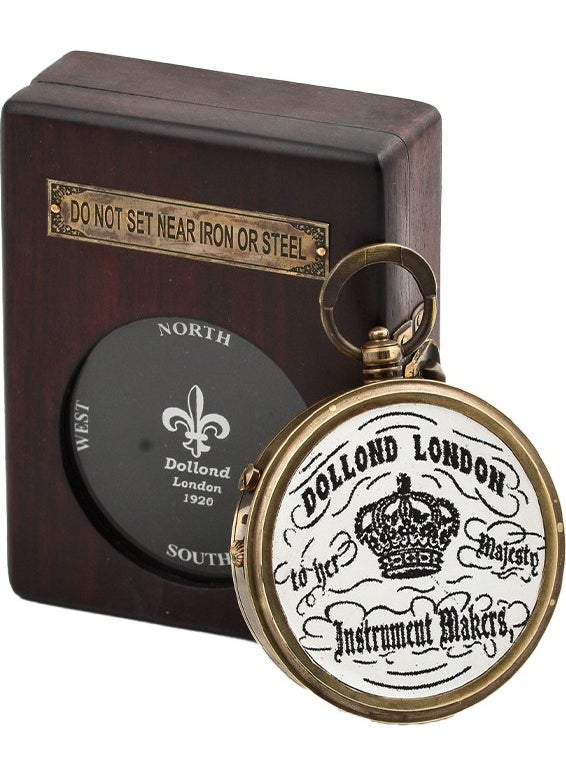 DO NOT SET NEAR IRON OR STEEL
NORTH
WEST
Dollond
London
1920
SOUTH
DOLLOND LONDON
to her Majesty
Instrument Makers,